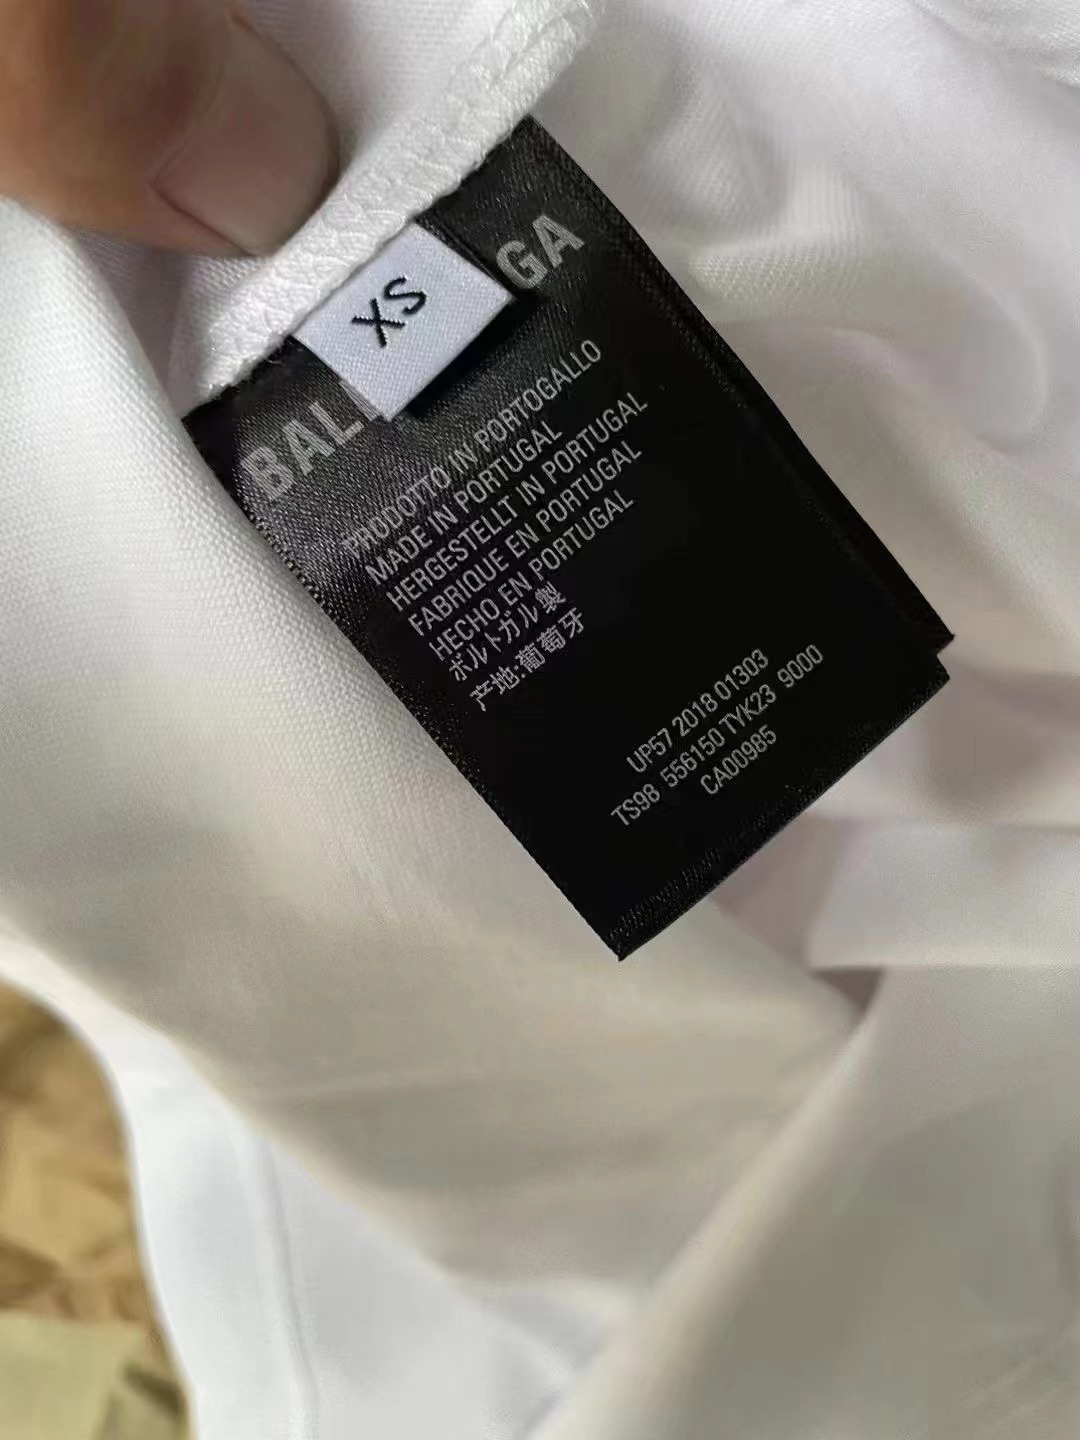 XS
BAL GA
PRODOTTO IN PORTOGALLO
MADE IN PORTUGAL
HERGESTELLT IN PORTUGAL
FABRIQUE EN PORTUGAL
HECHO EN PORTUGAL
ポルトガル製
产地:葡萄牙
UP57 2018 01303
TS98 556150 TYK23 9000
CA00985